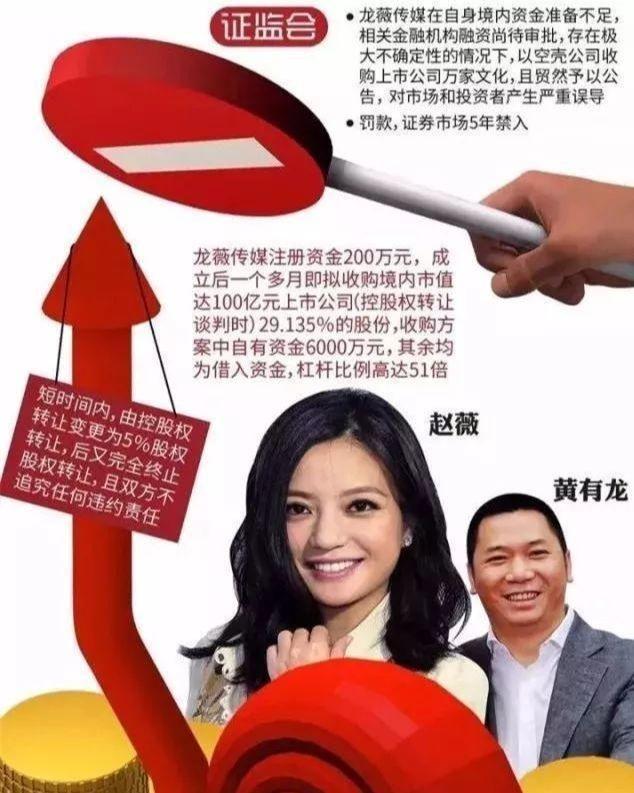 证监会
•龙薇传媒在自身境内资金准备不足，
相关金融机构融资尚待审批，存在极
大不确定性的情况下，以空壳公司收
购上市公司万家文化，且贸然予以公
告，对市场和投资者产生严重误导
•罚款，证券市场5年禁入
龙薇传媒注册资金200万元，成
立后一个多月即拟收购境内市值
达100亿元上市公司(控股权转让
谈判时)29.135%的股份，收购方
案中自有资金6000万元，其余均
为借入资金，杠杆比例高达51倍
短时间内，由控股权
转让变更为5%股权
转让，后又完全终止
股权转让，且双方不
追究任何违约责任
赵薇
黄有龙